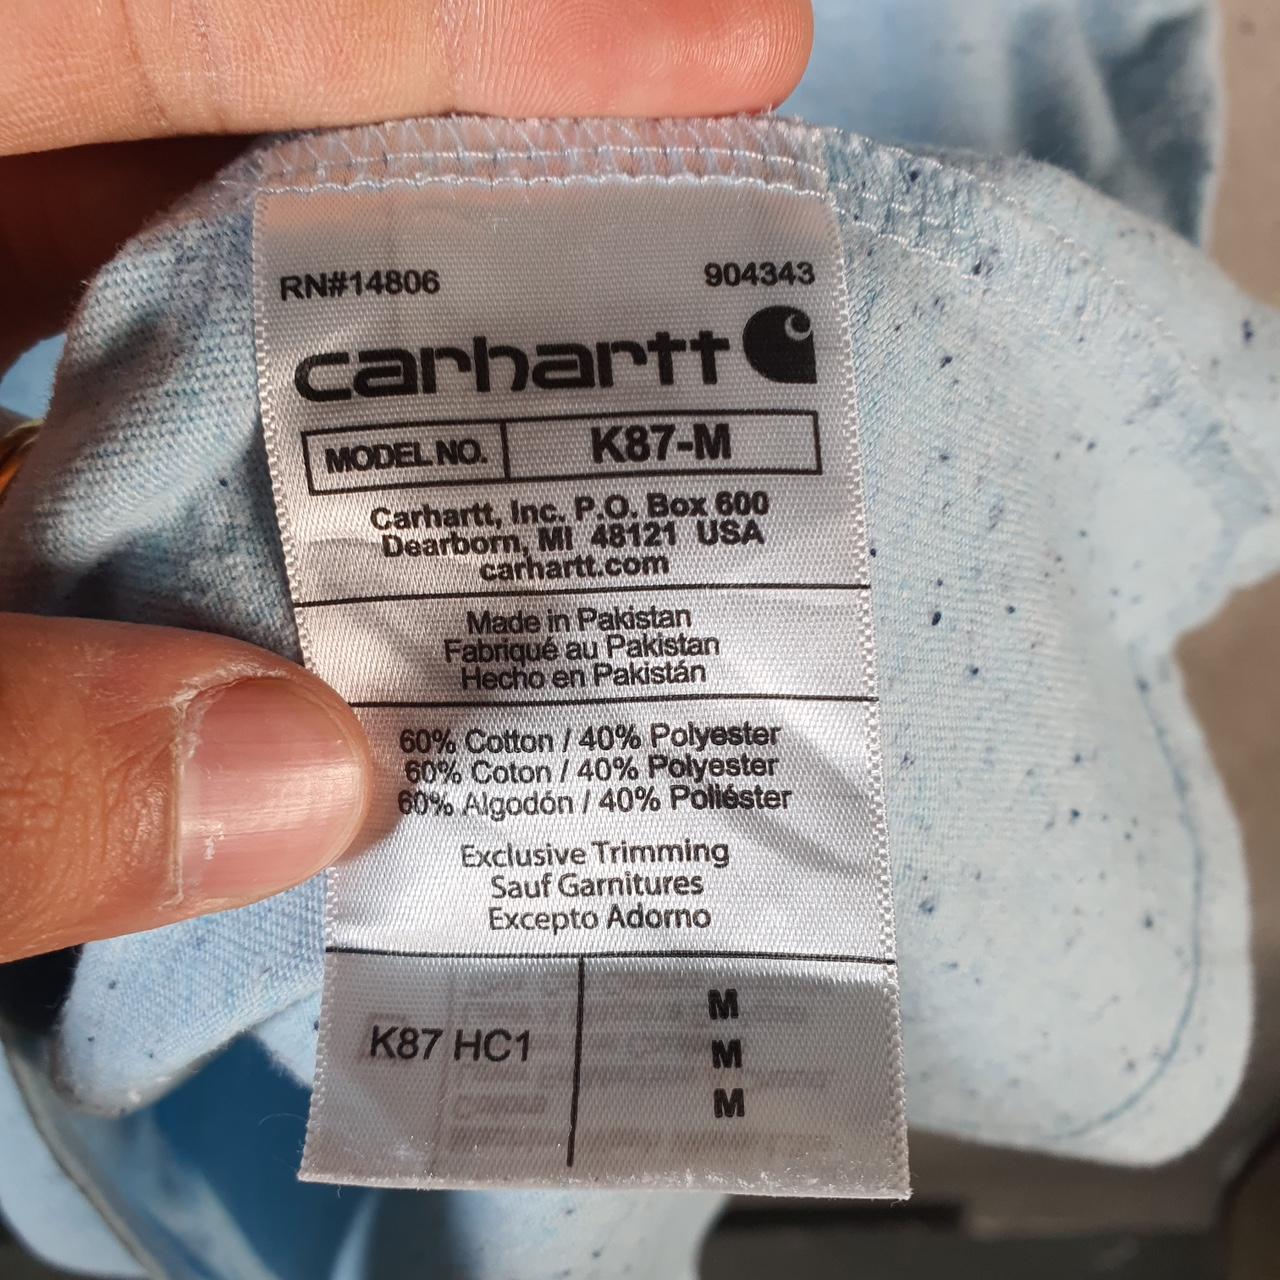 RN#14806 904343
carhartt
MODEL NO. K87-M
Carhartt, Inc. P.O. Box 600
Dearborn, MI 48121 USA
carhartt.com
Made in Pakistan
Fabriqué au Pakistan
Hecho en Pakistán
60% Cotton / 40% Polyester
60% Coton / 40% Polyester
60% Algodón / 40% Poliéster
Exclusive Trimming
Sauf Garnitures
Excepto Adorno
K87 HC1
M
M
M